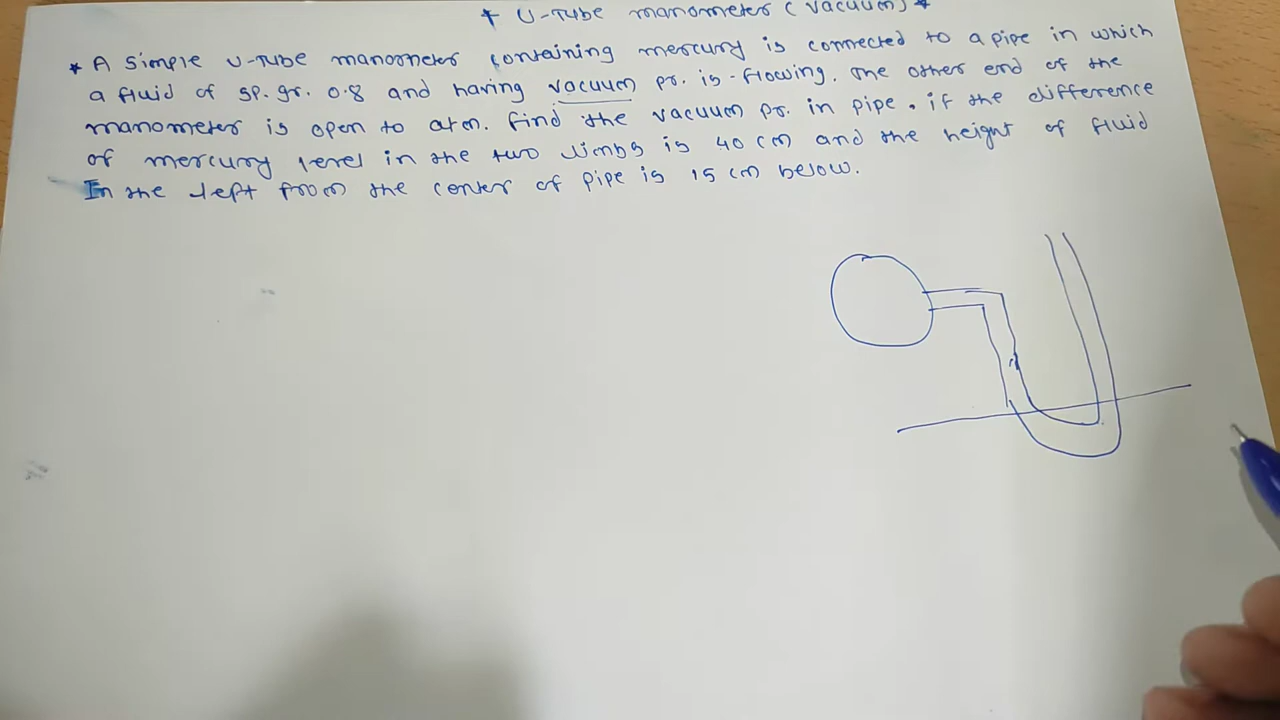 * U-Tube manometer (vacuum) *
* A simple U-Tube manometer containing mercury is connected to a pipe in which
a fluid of sp.gr. 0.8 and having vacuum pr. is flowing. The other end of the
manometer is open to atm. find the vacuum pr. in pipe. if the difference
of mercury level in the two limbs is 40 cm and the height of fluid
In the left from the center of pipe is 15 cm below.